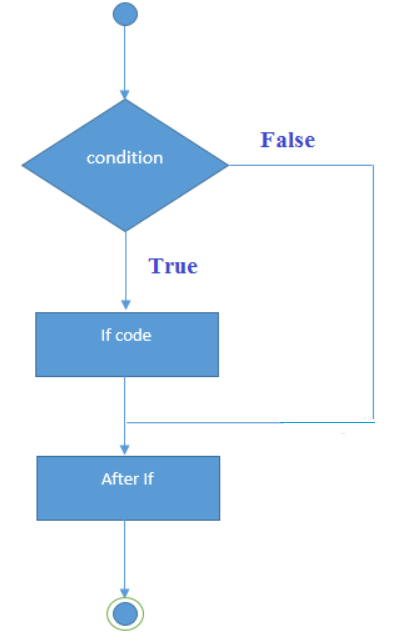 condition
False
True
If code
After If